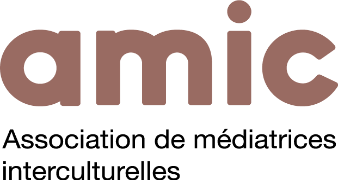 amic
Association de médiatrices
interculturelles